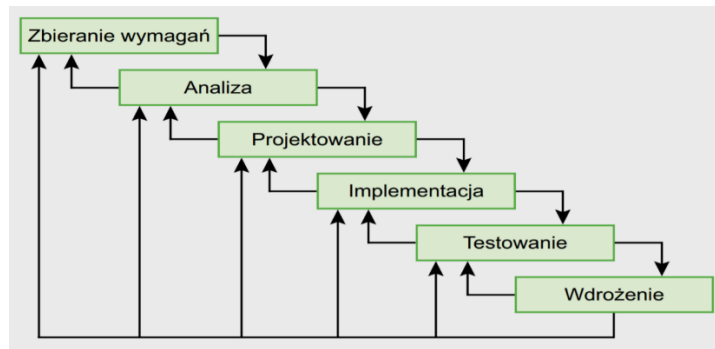 Zbieranie wymagań
Analiza
Projektowanie
Implementacja
Testowanie
Wdrożenie